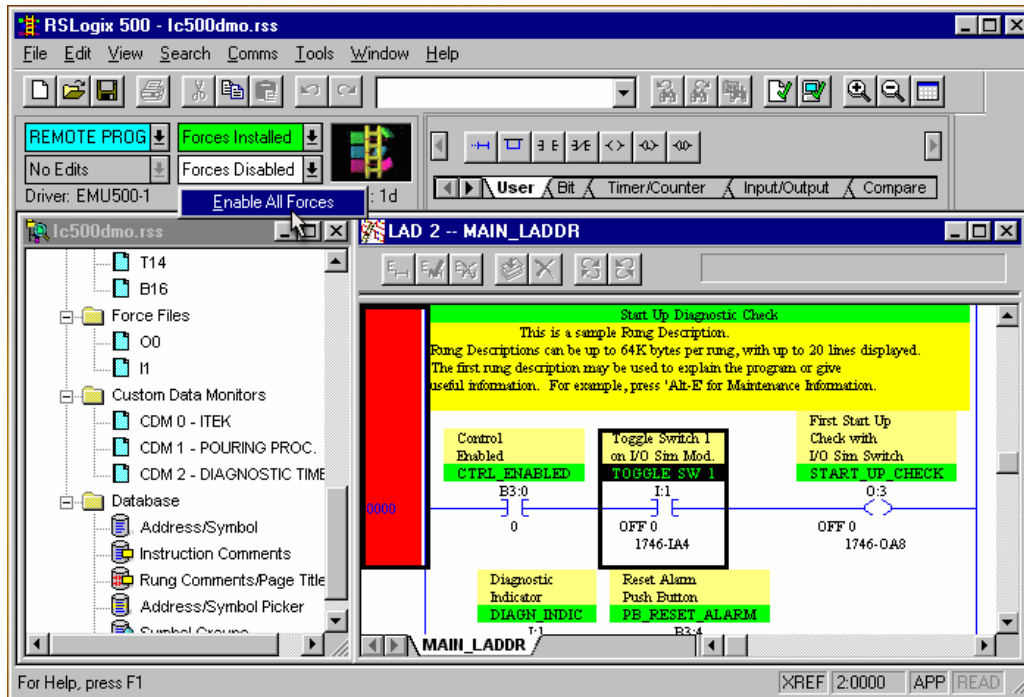 RSLogix 500 - lc500dmo.rss
File Edit View Search Comms Tools Window Help
REMOTE PROG
Forces Installed
No Edits
Forces Disabled
Driver: EMU500-1
: 1d
Enable All Forces
User Bit Timer/Counter Input/Output Compare
lc500dmo.rss
T14
B16
Force Files
O0
I1
Custom Data Monitors
CDM 0 - ITEK
CDM 1 - POURING PROC.
CDM 2 - DIAGNOSTIC TIME
Database
Address/Symbol
Instruction Comments
Rung Comments/Page Title
Address/Symbol Picker
Symbol Groups
LAD 2 -- MAIN_LADDR
Start Up Diagnostic Check
This is a sample Rung Description.
Rung Descriptions can be up to 64K bytes per rung, with up to 20 lines displayed.
The first rung description may be used to explain the program or give
useful information. For example, press 'Alt-E' for Maintenance Information.
Control
Enabled
CTRL_ENABLED
B3:0
0
Toggle Switch 1
on I/O Sim Mod.
TOGGLE SW 1
I:1
OFF 0
1746-IA4
First Start Up
Check with
I/O Sim Switch
START_UP_CHECK
O:3
OFF 0
1746-OA8
0000
Diagnostic
Indicator
DIAGN_INDIC
I:1
Reset Alarm
Push Button
PB_RESET_ALARM
B3:4
MAIN_LADDR
For Help, press F1
XREF 2:0000 APP READ